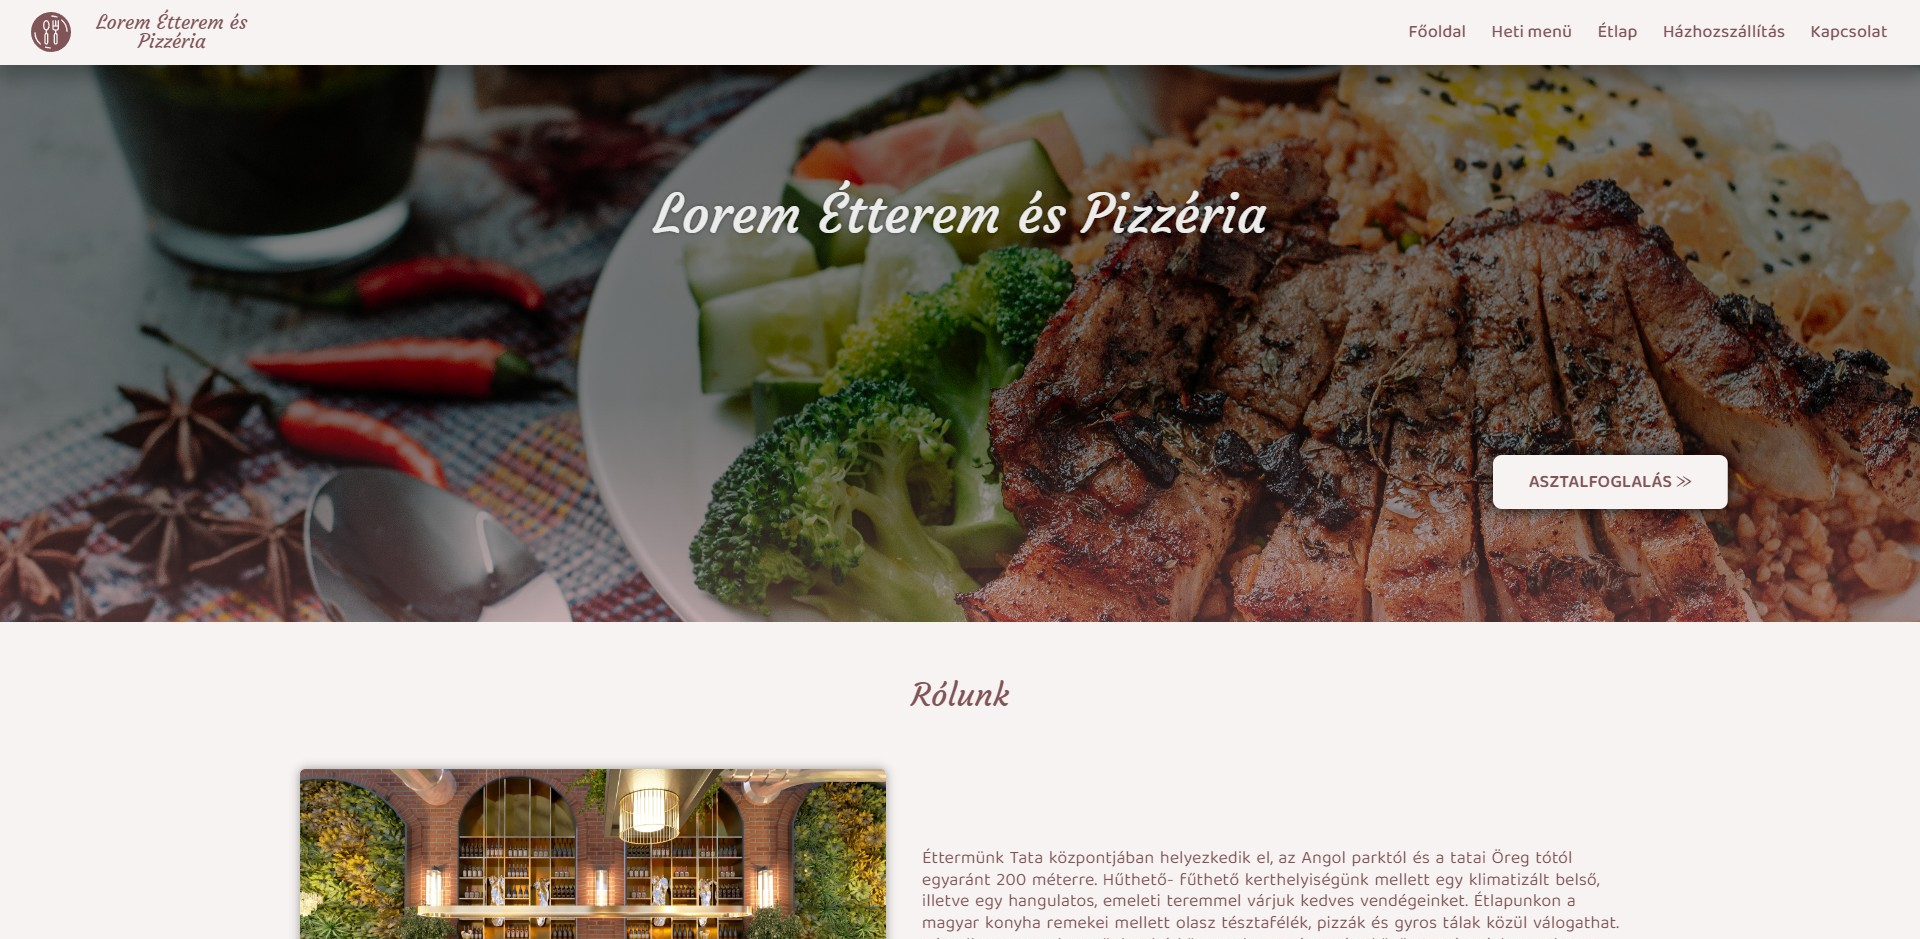 Lorem Étterem és
Pizzéria
Főoldal Heti menü Étlap Házhozszállítás Kapcsolat
Lorem Étterem és Pizzéria
ASZTALFOGLALÁS »
Rólunk
Éttermünk Tata központjában helyezkedik el, az Angol parktól és a tatai Öreg tótól
egyaránt 200 méterre. Hűthető- fűthető kerthelyiségünk mellett egy klimatizált belső,
illetve egy hangulatos, emeleti teremmel várjuk kedves vendégeinket. Étlapunkon a
magyar konyha remekei mellett olasz tésztafélék, pizzák és gyros tálak közül válogathat.